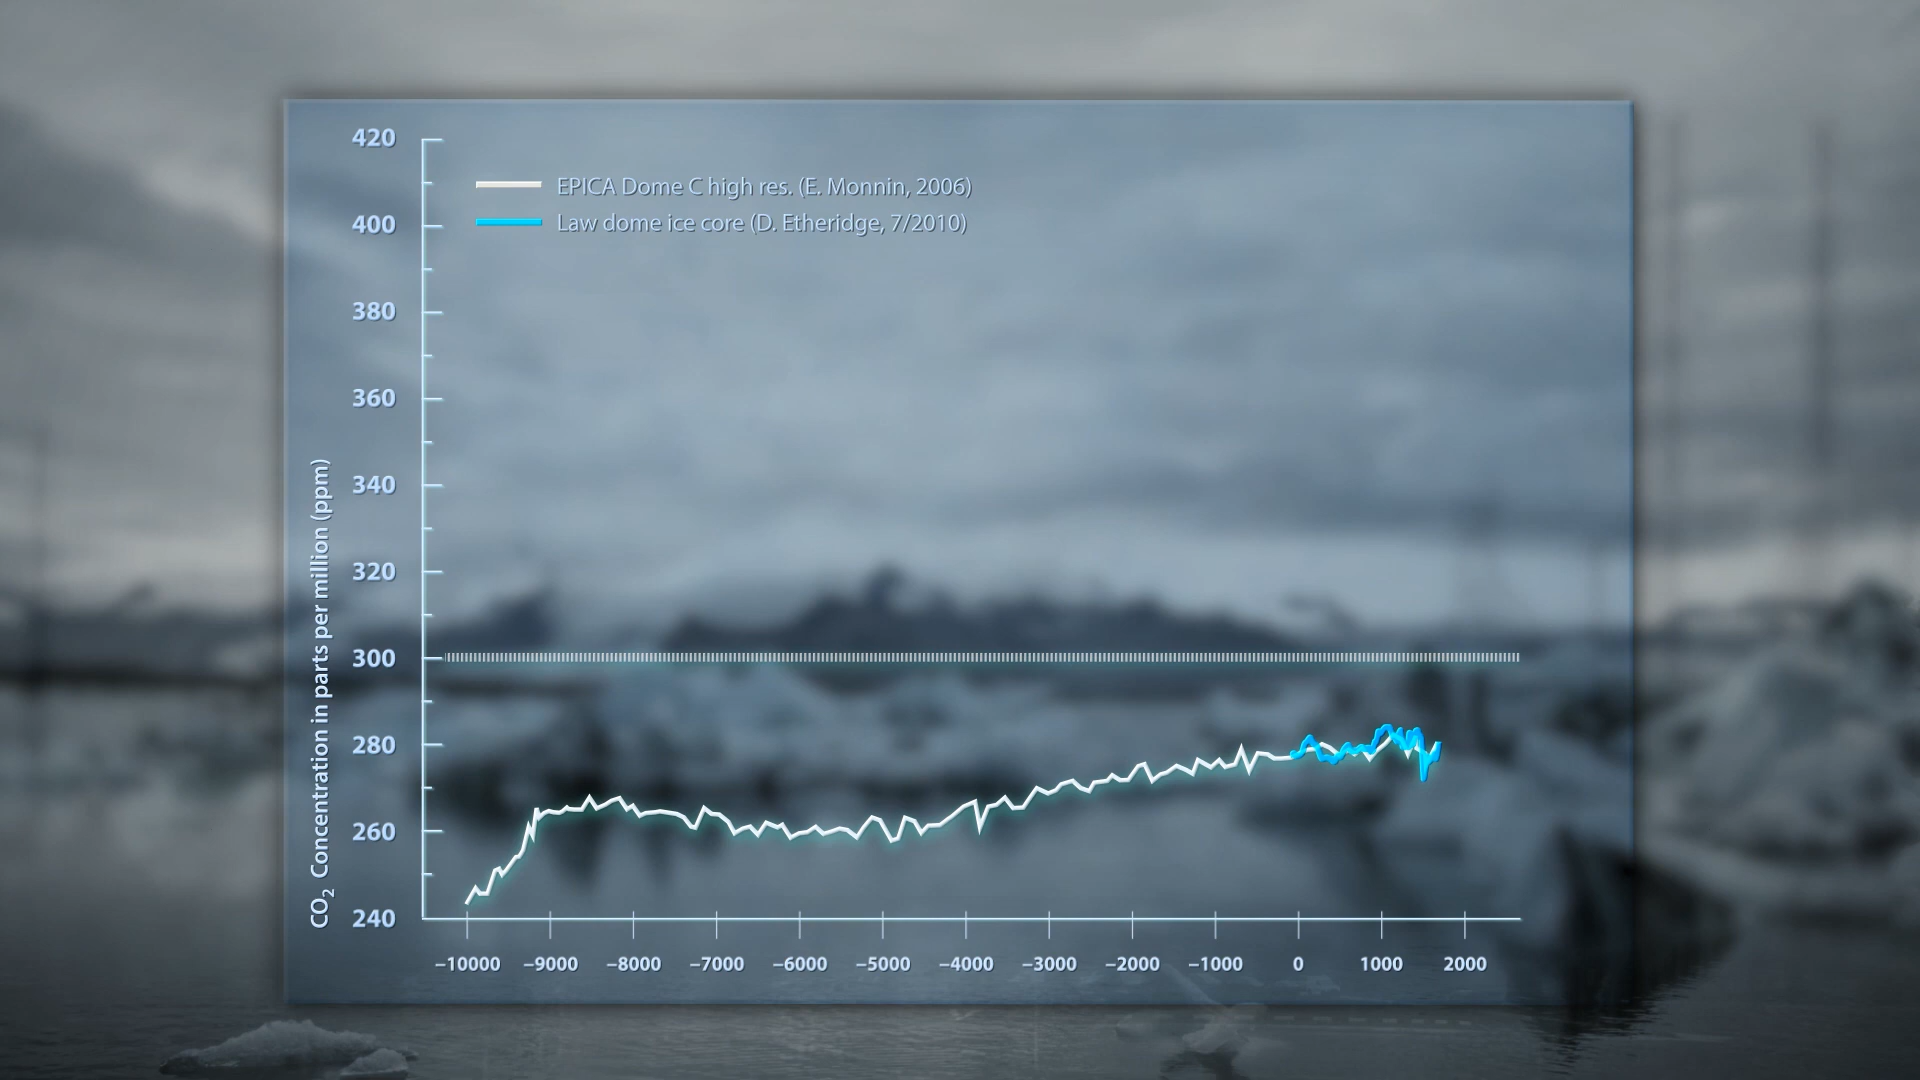 420
EPICA Dome C high res. (E. Monnin, 2006)
Law dome ice core (D. Etheridge, 7/2010)
400
380
360
340
320
300
280
260
240
CO₂ Concentration in parts per million (ppm)
−10000 −9000 −8000 −7000 −6000 −5000 −4000 −3000 −2000 −1000 0 1000 2000